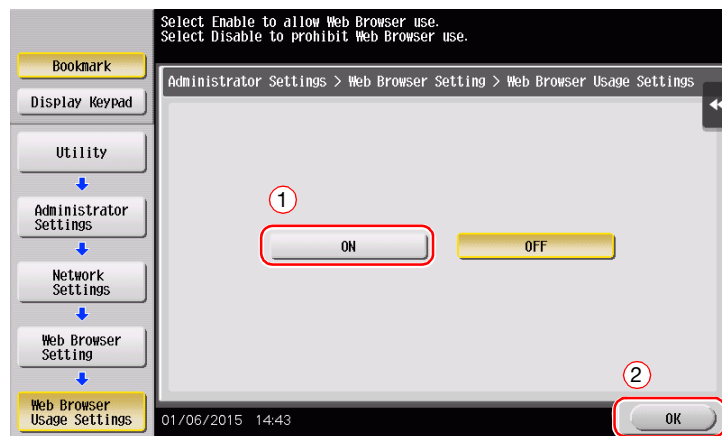 Select Enable to allow Web Browser use.
Select Disable to prohibit Web Browser use.
Bookmark
Display Keypad
Utility
Administrator
Settings
Network
Settings
Web Browser
Setting
Web Browser
Usage Settings
Administrator Settings > Web Browser Setting > Web Browser Usage Settings
1
ON
OFF
2
01/06/2015 14:43
OK